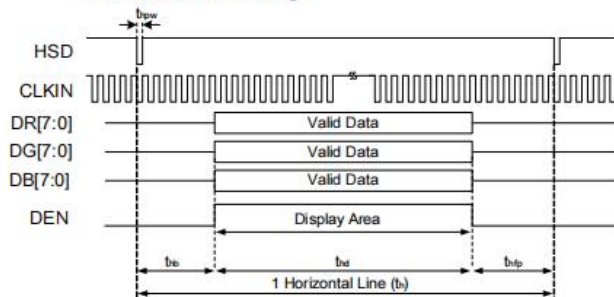 thpw
HSD
CLKIN
DR[7:0] Valid Data
DG[7:0] Valid Data
DB[7:0] Valid Data
DEN Display Area
thb thd thfp
1 Horizontal Line (th)